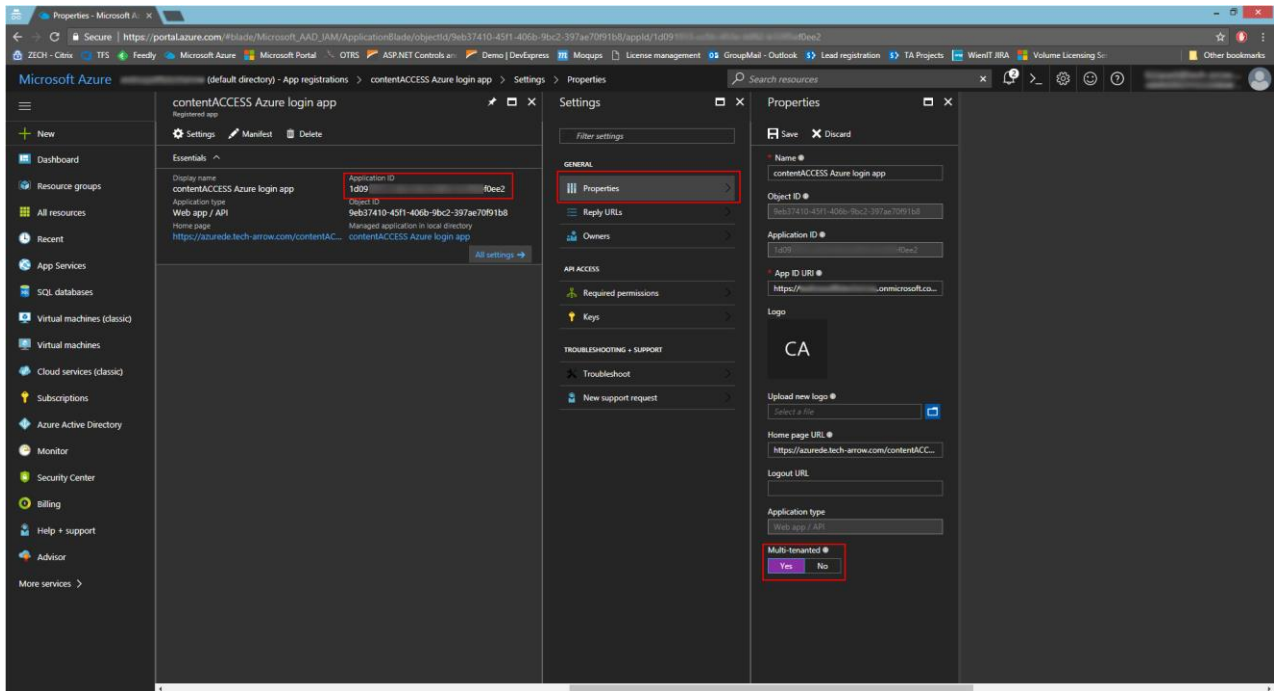 Properties - Microsoft A
Secure | https://portal.azure.com/#blade/Microsoft_AAD_IAM/ApplicationBlade/objectId/9eb37410-45f1-406b-9bc2-397ae70f91b8/appId/1d09 f0ee2
ZECH - Citrix TFS Feedly Microsoft Azure Microsoft Portal OTRS ASP.NET Controls an Demo | DevExpress Moqups License management GroupMail - Outlook Lead registration TA Projects WienIT JIRA Volume Licensing Se Other bookmarks
Microsoft Azure (default directory) - App registrations > contentACCESS Azure login app > Settings > Properties Search resources
contentACCESS Azure login app
Registered app
Settings Manifest Delete
Essentials
Display name
contentACCESS Azure login app
Application type
Web app / API
Home page
https://azurede.tech-arrow.com/contentAC...
Application ID
1d09 f0ee2
Object ID
9eb37410-45f1-406b-9bc2-397ae70f91b8
Managed application in local directory
contentACCESS Azure login app
All settings
New
Dashboard
Resource groups
All resources
Recent
App Services
SQL databases
Virtual machines (classic)
Virtual machines
Cloud services (classic)
Subscriptions
Azure Active Directory
Monitor
Security Center
Billing
Help + support
Advisor
More services >
Settings
Filter settings
GENERAL
Properties
Reply URLs
Owners
API ACCESS
Required permissions
Keys
TROUBLESHOOTING + SUPPORT
Troubleshoot
New support request
Properties
Save Discard
* Name
contentACCESS Azure login app
Object ID
9eb37410-45f1-406b-9bc2-397ae70f91b8
Application ID
1d09 f0ee2
* App ID URI
https:// .onmicrosoft.co...
Logo
CA
Upload new logo
Select a file
Home page URL
https://azurede.tech-arrow.com/contentACC...
Logout URL
Application type
Web app / API
Multi-tenanted
Yes No